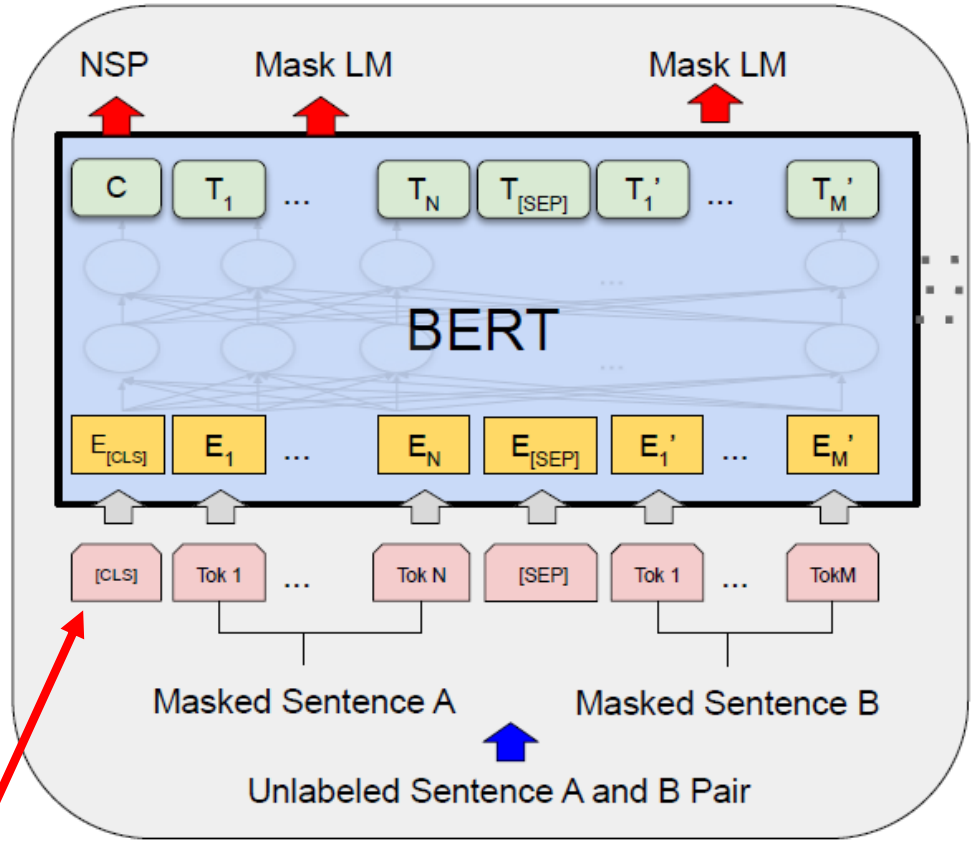 NSP Mask LM Mask LM
C T1 ... TN T[SEP] T1’ ... TM’
...
BERT
...
E[CLS] E1 ... EN E[SEP] E1’ ... EM’
[CLS] Tok 1 ... Tok N [SEP] Tok 1 ... TokM
Masked Sentence A Masked Sentence B
Unlabeled Sentence A and B Pair